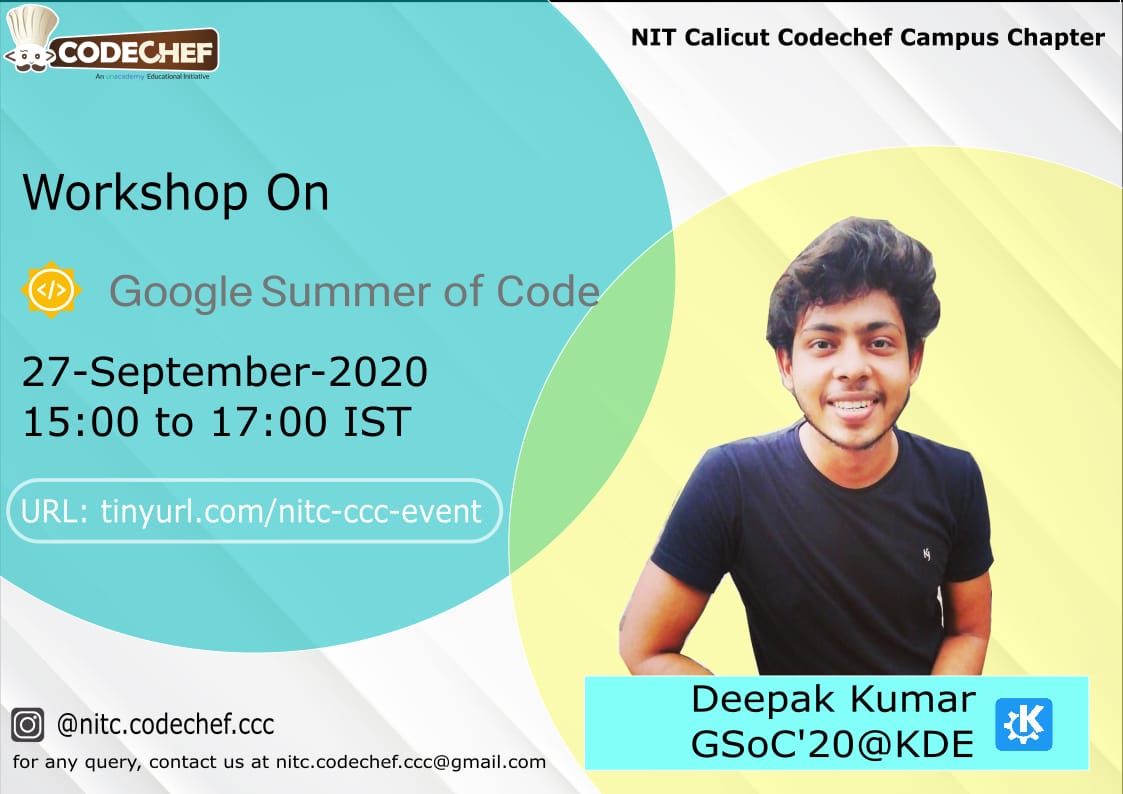 CODECHEF
An unacademy Educational Initiative
NIT Calicut Codechef Campus Chapter
Workshop On
</>
Google Summer of Code
27-September-2020
15:00 to 17:00 IST
URL: tinyurl.com/nitc-ccc-event
Deepak Kumar
GSoC'20@KDE
K
@nitc.codechef.ccc
for any query, contact us at nitc.codechef.ccc@gmail.com